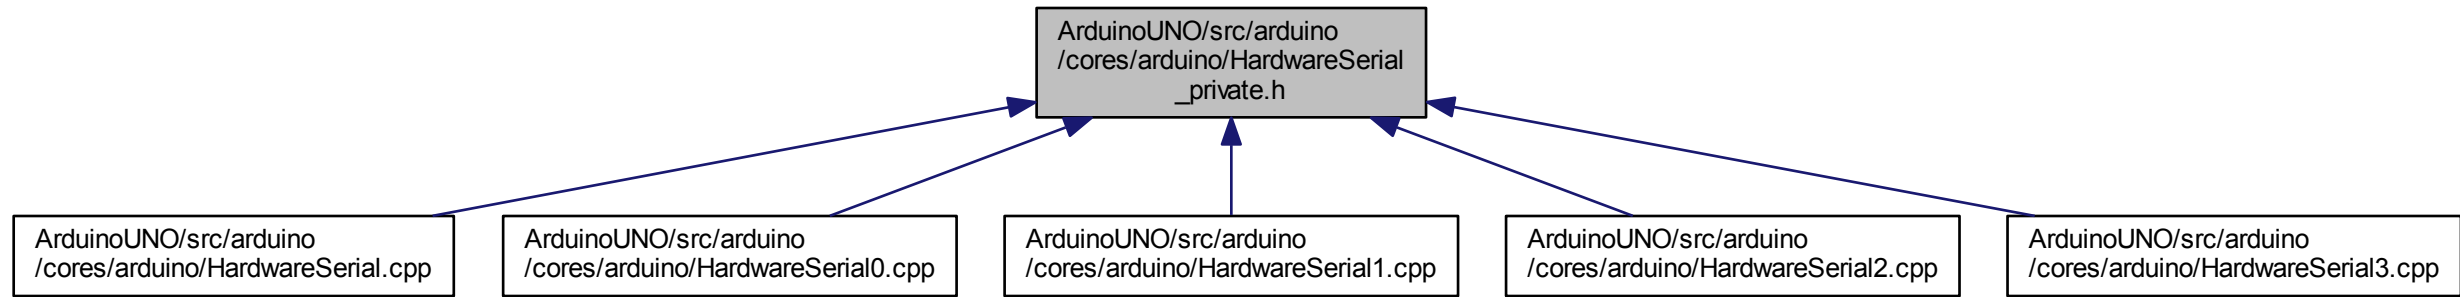 ArduinoUNO/src/arduino
/cores/arduino/HardwareSerial
_private.h
ArduinoUNO/src/arduino
/cores/arduino/HardwareSerial.cpp
ArduinoUNO/src/arduino
/cores/arduino/HardwareSerial0.cpp
ArduinoUNO/src/arduino
/cores/arduino/HardwareSerial1.cpp
ArduinoUNO/src/arduino
/cores/arduino/HardwareSerial2.cpp
ArduinoUNO/src/arduino
/cores/arduino/HardwareSerial3.cpp